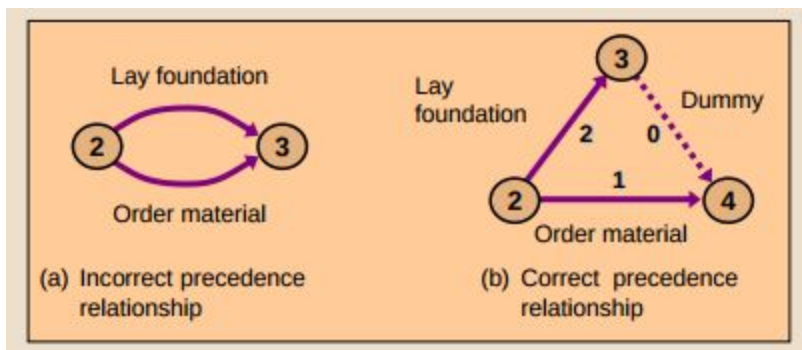 Lay foundation
2
3
Order material
(a) Incorrect precedence
relationship
3
Lay
foundation
Dummy
2
0
1
2
4
Order material
(b) Correct precedence
relationship